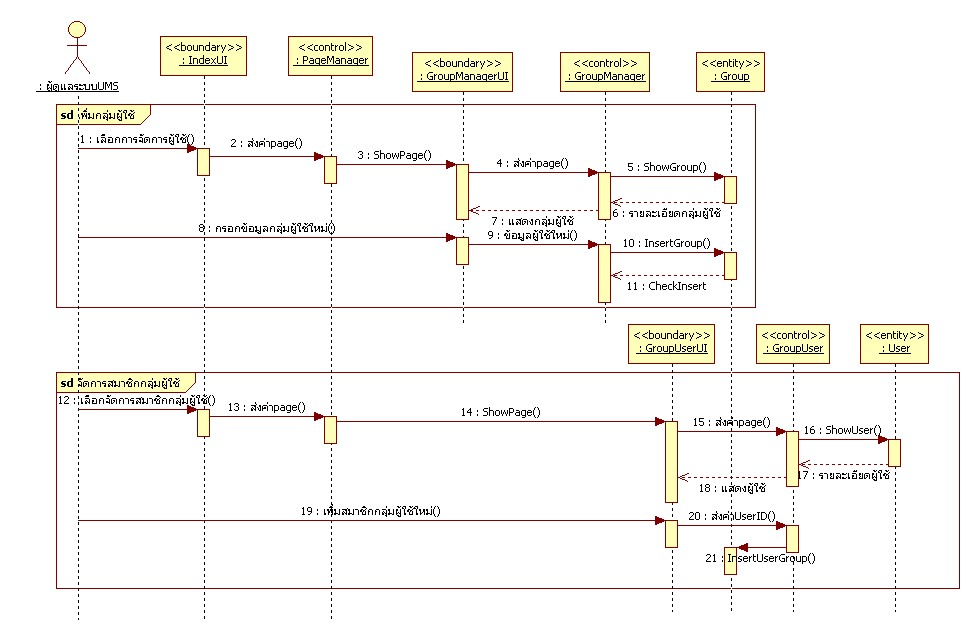 <<boundary>>
: IndexUI
<<control>>
: PageManager
<<boundary>>
: GroupManagerUI
<<control>>
: GroupManager
<<entity>>
: Group
: ผู้ดูแลระบบUMS
sd เพิ่มกลุ่มผู้ใช้
1 : เลือกการจัดการผู้ใช้()
2 : ส่งค่าpage()
3 : ShowPage()
4 : ส่งค่าpage()
5 : ShowGroup()
6 : รายละเอียดกลุ่มผู้ใช้
7 : แสดงกลุ่มผู้ใช้
8 : กรอกข้อมูลกลุ่มผู้ใช้ใหม่()
9 : ข้อมูลผู้ใช้ใหม่()
10 : InsertGroup()
11 : CheckInsert
<<boundary>>
: GroupUserUI
<<control>>
: GroupUser
<<entity>>
: User
sd จัดการสมาชิกกลุ่มผู้ใช้
12 : เลือกจัดการสมาชิกกลุ่มผู้ใช้()
13 : ส่งค่าpage()
14 : ShowPage()
15 : ส่งค่าpage()
16 : ShowUser()
17 : รายละเอียดผู้ใช้
18 : แสดงผู้ใช้
19 : เพิ่มสมาชิกกลุ่มผู้ใช้ใหม่()
20 : ส่งค่าUserID()
21 : InsertUserGroup()